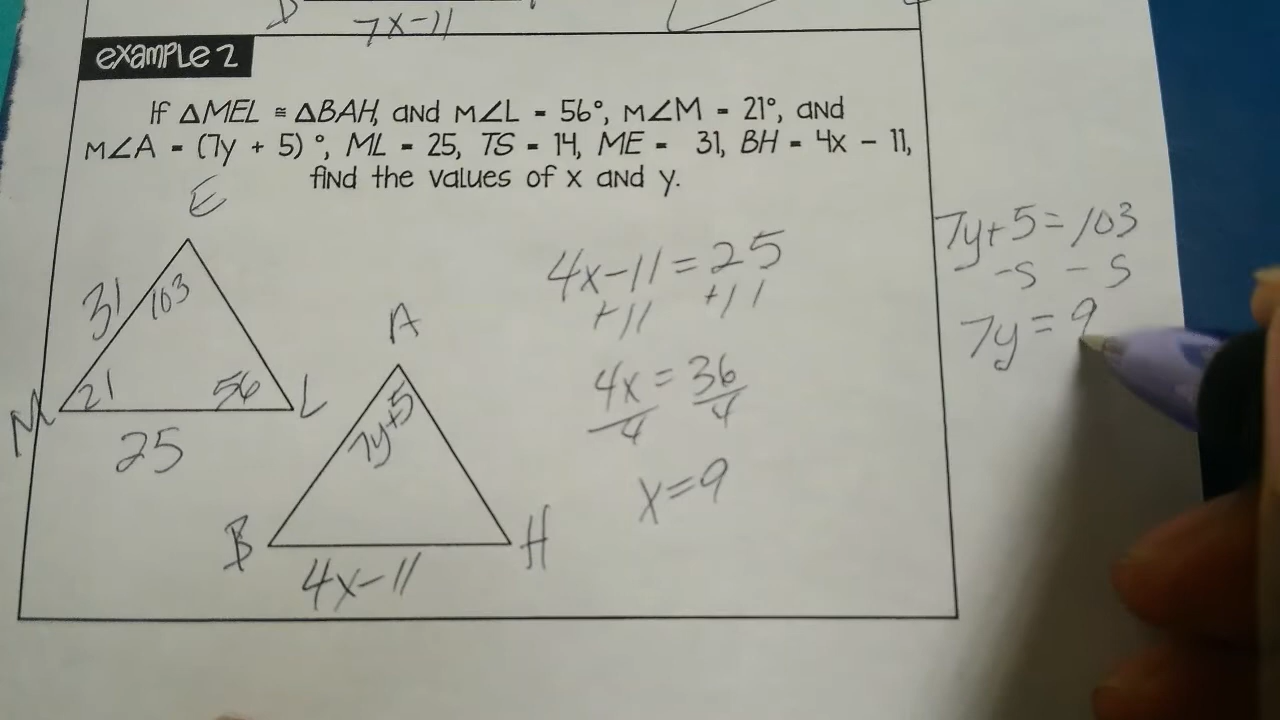 7x-11
example 2
If △MEL ≅ △BAH, and m∠L = 56°, m∠M = 21°, and
m∠A = (7y + 5)°, ML = 25, TS = 14, ME = 31, BH = 4x - 11,
find the values of x and y.
E
31
103
M
21
56
L
25
A
7y+5
B
H
4x-11
4x-11=25
+11 +11
4x=36
4 4
x=9
7y+5=103
-5 -5
7y=9